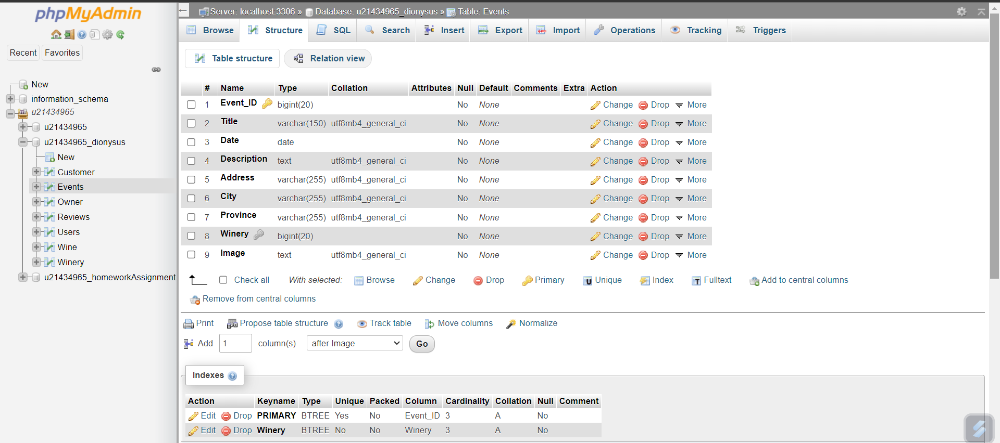 phpMyAdmin
Recent Favorites
New
information_schema
u21434965
u21434965
u21434965_dionysus
New
Customer
Events
Owner
Reviews
Users
Wine
Winery
u21434965_homeworkAssignment
← Server: localhost:3306 » Database: u21434965_dionysus » Table: Events
Browse Structure SQL Search Insert Export Import Operations Tracking Triggers
Table structure Relation view
# Name Type Collation Attributes Null Default Comments Extra Action
1 Event_ID bigint(20) No None Change Drop More
2 Title varchar(150) utf8mb4_general_ci No None Change Drop More
3 Date date No None Change Drop More
4 Description text utf8mb4_general_ci No None Change Drop More
5 Address varchar(255) utf8mb4_general_ci No None Change Drop More
6 City varchar(255) utf8mb4_general_ci No None Change Drop More
7 Province varchar(255) utf8mb4_general_ci No None Change Drop More
8 Winery bigint(20) No None Change Drop More
9 Image text utf8mb4_general_ci No None Change Drop More
Check all With selected: Browse Change Drop Primary U Unique Index T Fulltext Add to central columns
Remove from central columns
Print Propose table structure Track table Move columns Normalize
Add 1 column(s) after Image Go
Indexes
Action Keyname Type Unique Packed Column Cardinality Collation Null Comment
Edit Drop PRIMARY BTREE Yes No Event_ID 3 A No
Edit Drop Winery BTREE No No Winery 3 A No